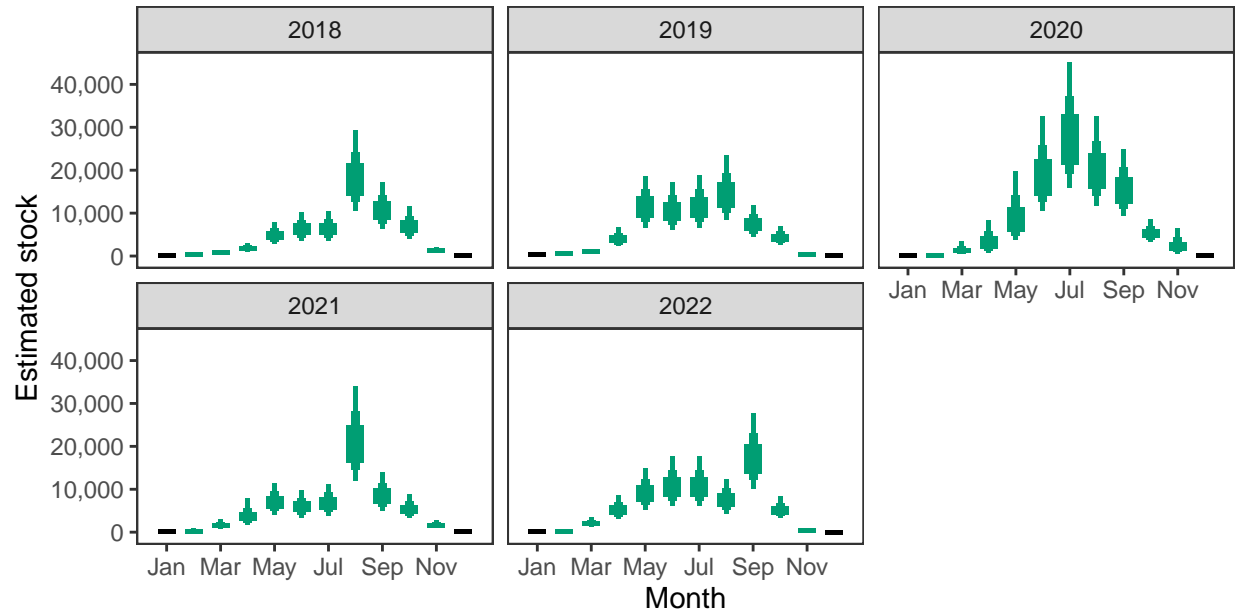 2018 2019 2020
40,000
30,000
20,000
10,000
0
Jan Mar May Jul Sep Nov
2021 2022
Estimated stock
40,000
30,000
20,000
10,000
0
Jan Mar May Jul Sep Nov Jan Mar May Jul Sep Nov
Month